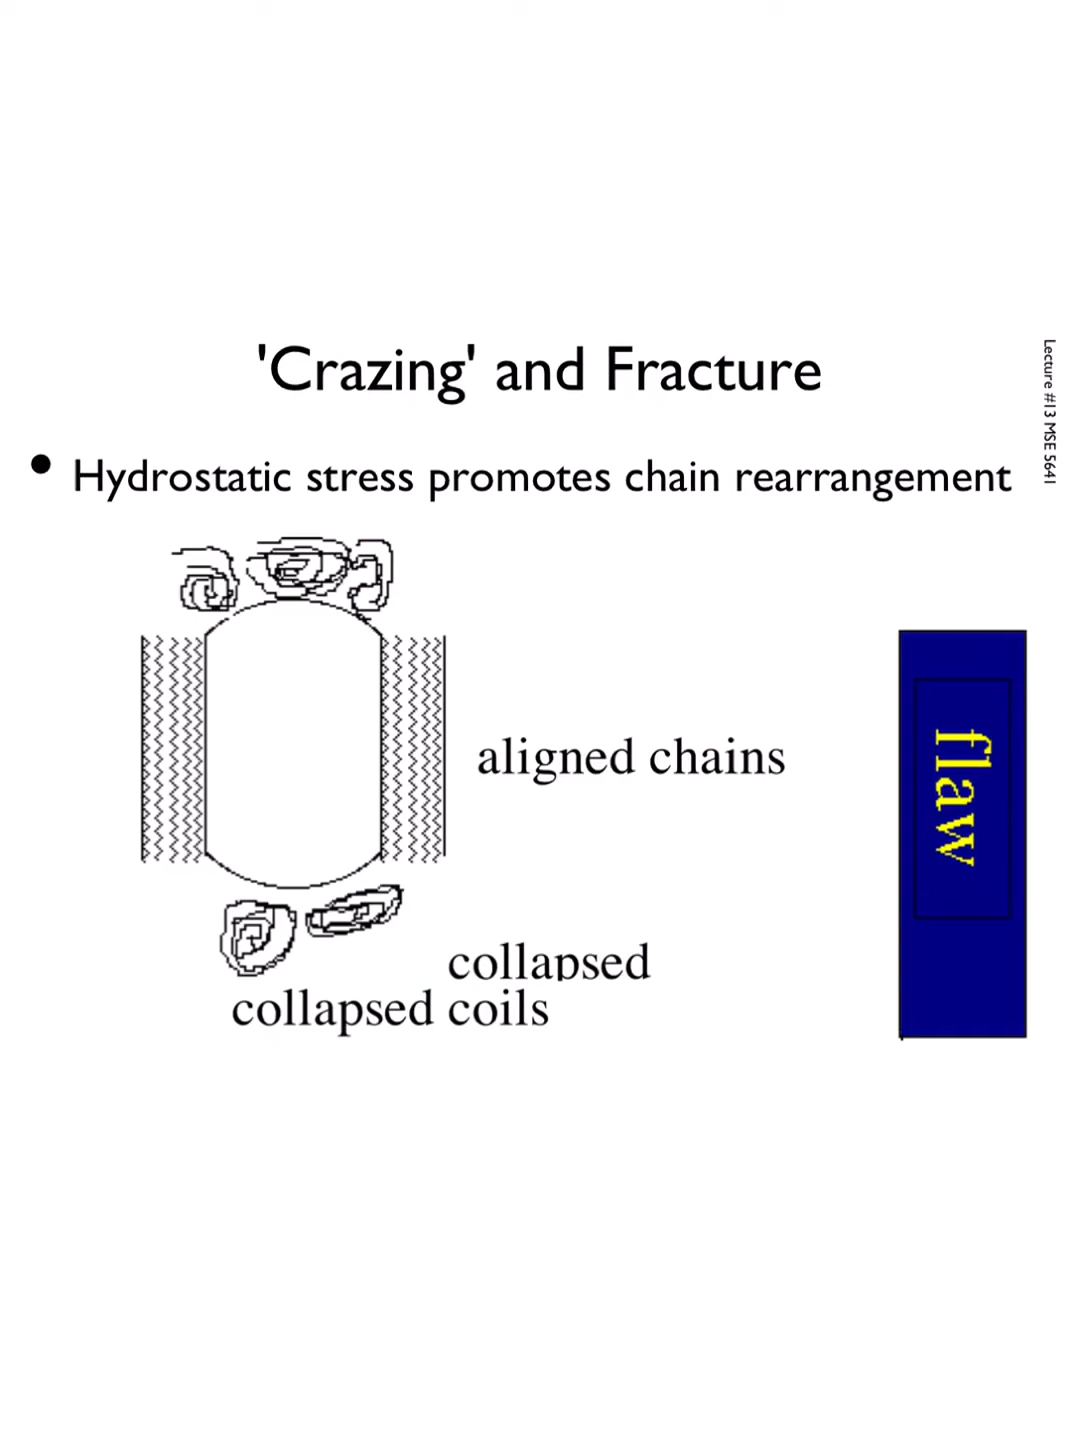 'Crazing' and Fracture
Lecture #13 MSE 5641
• Hydrostatic stress promotes chain rearrangement
aligned chains
flaw
collapsed
collapsed coils